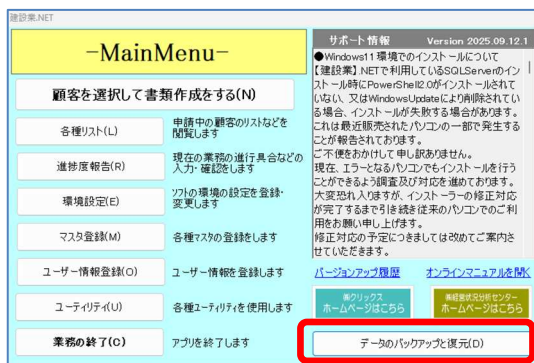 建設業.NET
-MainMenu-
顧客を選択して書類作成をする(N)
各種リスト(L)
申請中の顧客のリストなどを
閲覧します
進捗度報告(R)
現在の業務の進行具合などの
入力・確認をします
環境設定(E)
ソフトの環境の設定を登録・
変更します
マスタ登録(M)
各種マスタの登録をします
ユーザー情報登録(O)
ユーザー情報を登録します
ユーティリティ(U)
各種ユーティリティを使用します
業務の終了(C)
アプリを終了します
サポート情報
Version 2025.09.12.1
●Windows11環境でのインストールについて
【建設業】.NETで利用しているSQLServerのイン
ストール時にPowerShell2.0がインストールされて
いない、又はWindowsUpdateにより削除されてい
る場合、インストールが失敗する場合があります。
これは最近販売されたパソコンの一部で発生する
ことが報告されております。
ご不便をおかけして申し訳ありません。
現在、エラーとなるパソコンでもインストールを行う
ことができるよう調査及び対応を進めております。
大変恐れ入りますが、インストーラーの修正対応
が完了するまで引き続き従来のパソコンでのご利
用をお願い申し上げます。
修正対応の予定につきましては改めてご案内さ
せていただきます。
バージョンアップ履歴
オンラインマニュアルを開く
㈱クリックス
ホームページはこちら
㈱経営状況分析センター
ホームページはこちら
データのバックアップと復元(D)